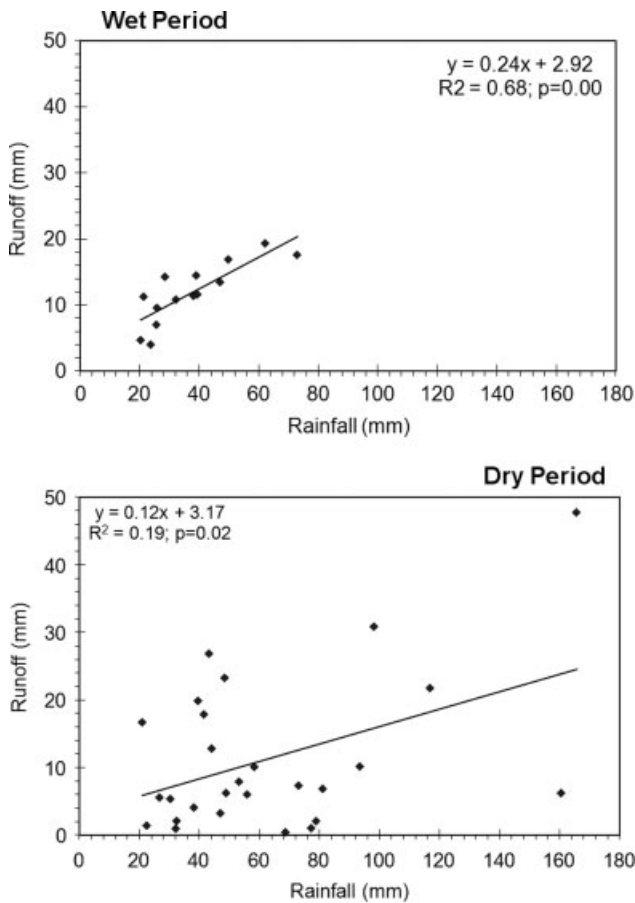 Wet Period
50
40
30
20
10
0
Runoff (mm)
y = 0.24x + 2.92
R2 = 0.68; p=0.00
0 20 40 60 80 100 120 140 160 180
Rainfall (mm)
Dry Period
50
40
30
20
10
0
Runoff (mm)
y = 0.12x + 3.17
R² = 0.19; p=0.02
0 20 40 60 80 100 120 140 160 180
Rainfall (mm)